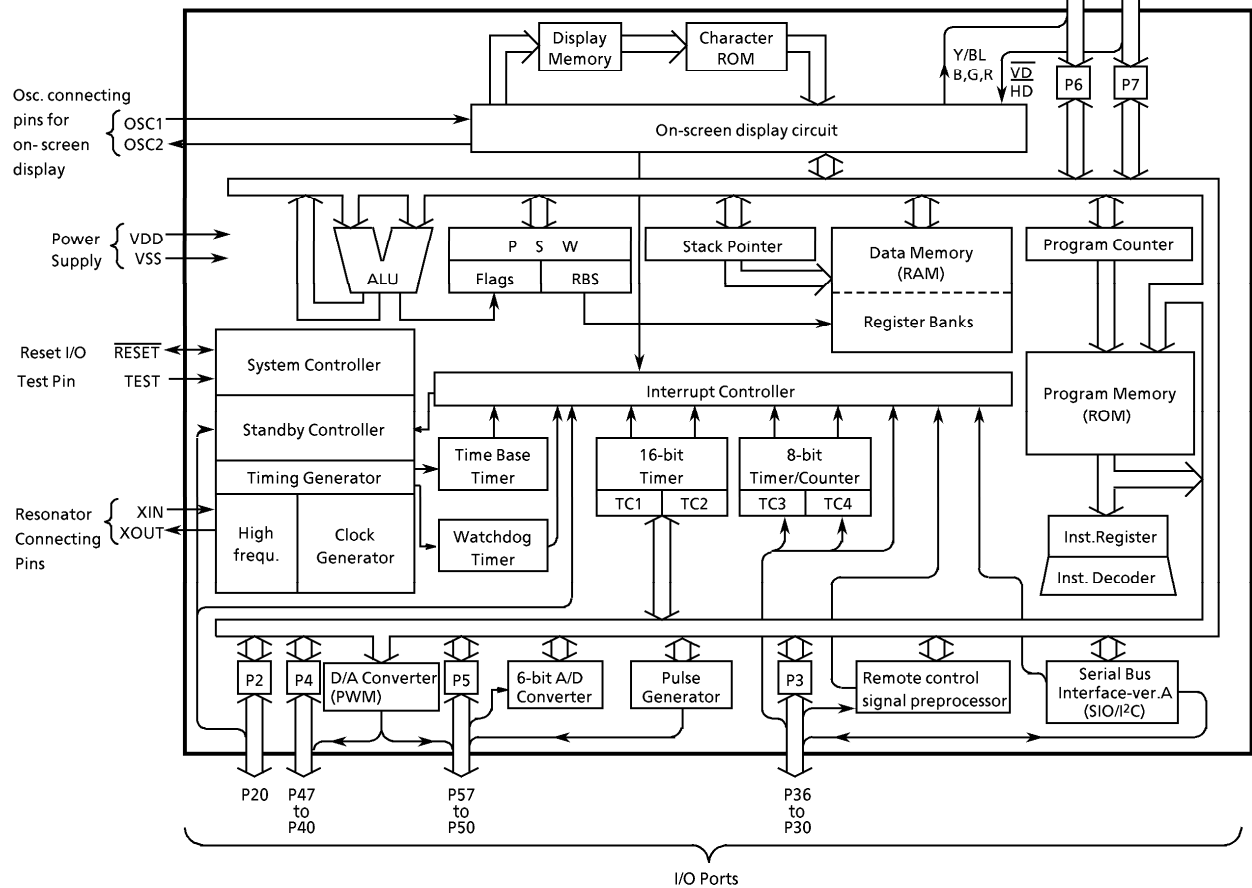 Display
Memory
Character
ROM
Y/BL
B,G,R
VD
HD
P6
P7
Osc. connecting
pins for
on- screen
display
OSC1
OSC2
On-screen display circuit
Power
Supply
VDD
VSS
ALU
P S W
Flags
RBS
Stack Pointer
Data Memory
(RAM)
Register Banks
Program Counter
Reset I/O
RESET
Test Pin
TEST
System Controller
Standby Controller
Timing Generator
High
frequ.
Clock
Generator
Interrupt Controller
Program Memory
(ROM)
Time Base
Timer
16-bit
Timer
TC1
TC2
8-bit
Timer/Counter
TC3
TC4
Resonator
Connecting
Pins
XIN
XOUT
Watchdog
Timer
Inst.Register
Inst. Decoder
P2
P4
D/A Converter
(PWM)
P5
6-bit A/D
Converter
Pulse
Generator
P3
Remote control
signal preprocessor
Serial Bus
Interface-ver.A
(SIO/I²C)
P20
P47
to
P40
P57
to
P50
P36
to
P30
I/O Ports